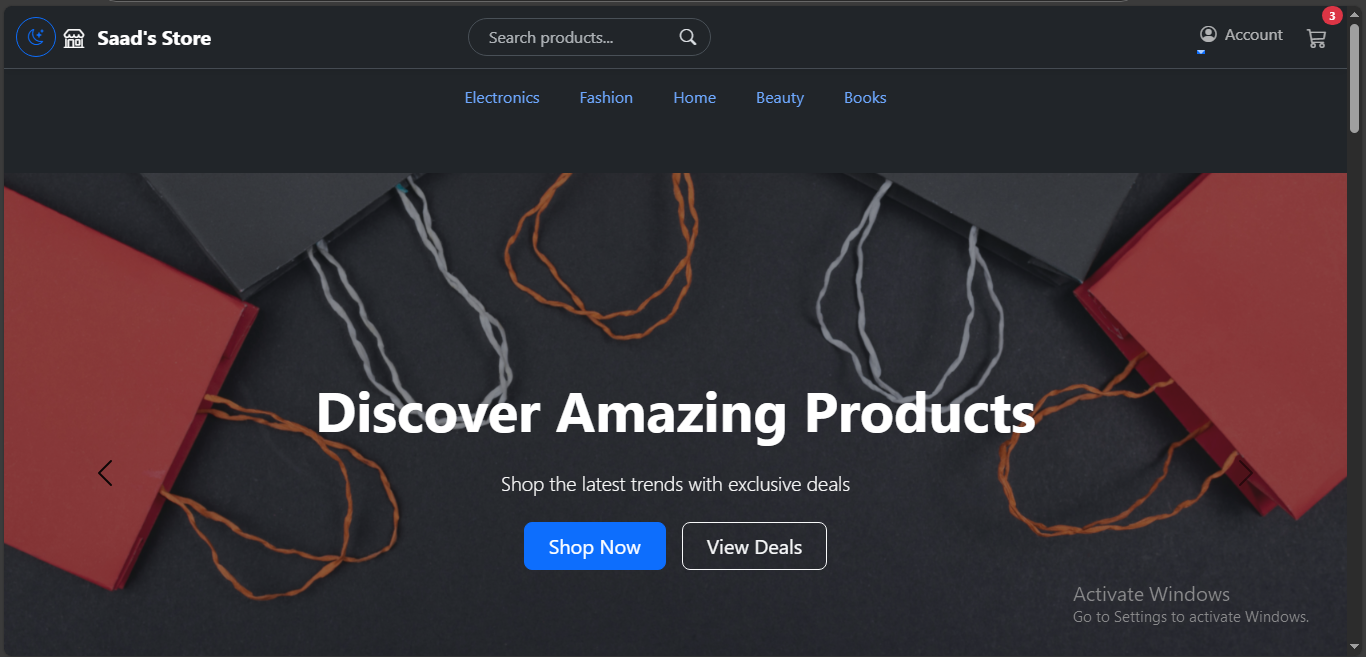 Saad's Store
Search products...
Account
3
Electronics Fashion Home Beauty Books
Discover Amazing Products
Shop the latest trends with exclusive deals
Shop Now View Deals
Activate Windows
Go to Settings to activate Windows.